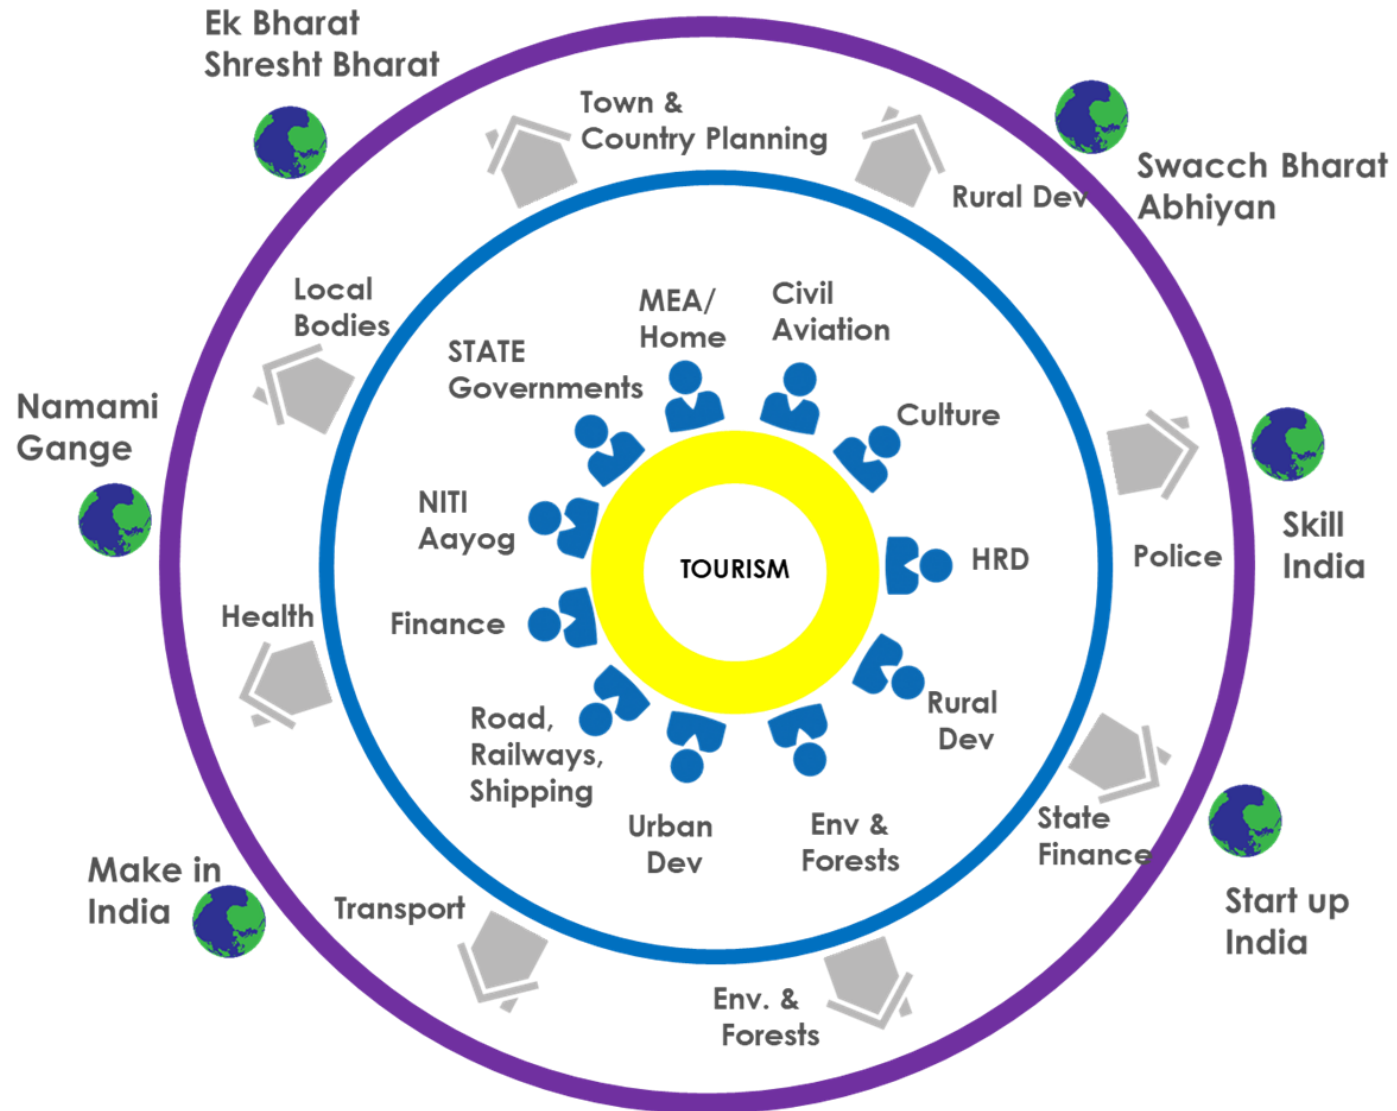 Ek Bharat
Shresht Bharat
Town &
Country Planning
Rural Dev
Swacch Bharat
Abhiyan
Local
Bodies
MEA/
Home
Civil
Aviation
STATE
Governments
Culture
Namami
Gange
NITI
Aayog
TOURISM
HRD
Police
Skill
India
Health
Finance
Rural
Dev
Road,
Railways,
Shipping
Urban
Dev
Env &
Forests
State
Finance
Make in
India
Transport
Start up
India
Env. &
Forests